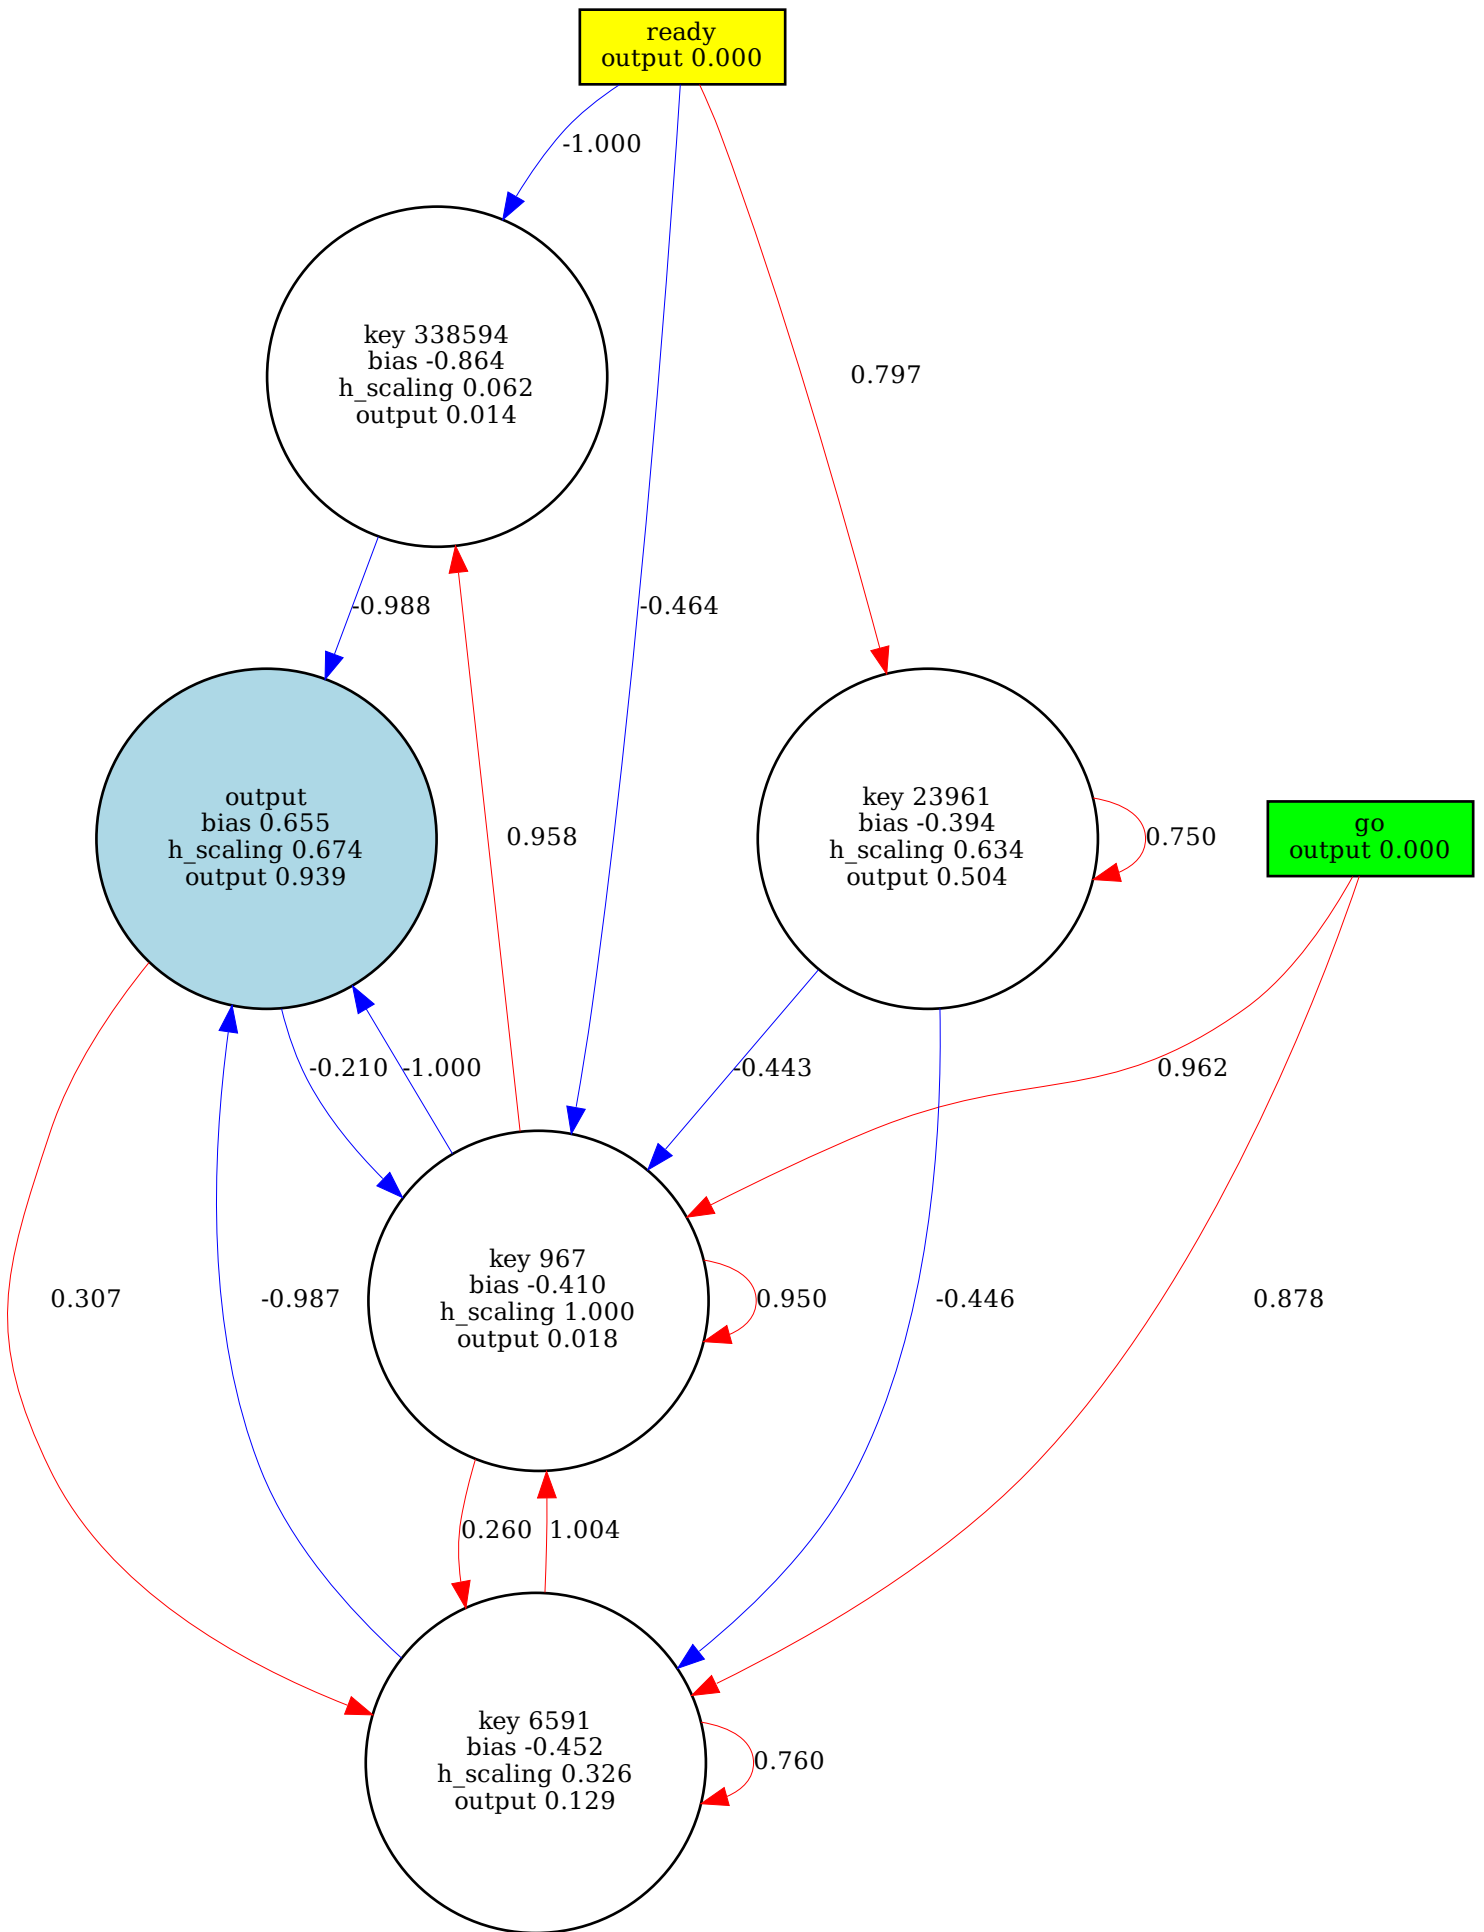 ready
output 0.000
-1.000
key 338594
bias -0.864
h_scaling 0.062
output 0.014
0.797
-0.988
-0.464
output
bias 0.655
h_scaling 0.674
output 0.939
0.958
key 23961
bias -0.394
h_scaling 0.634
output 0.504
0.750
go
output 0.000
-0.210
-1.000
-0.443
0.962
0.307
-0.987
key 967
bias -0.410
h_scaling 1.000
output 0.018
0.950
-0.446
0.878
0.260
1.004
key 6591
bias -0.452
h_scaling 0.326
output 0.129
0.760